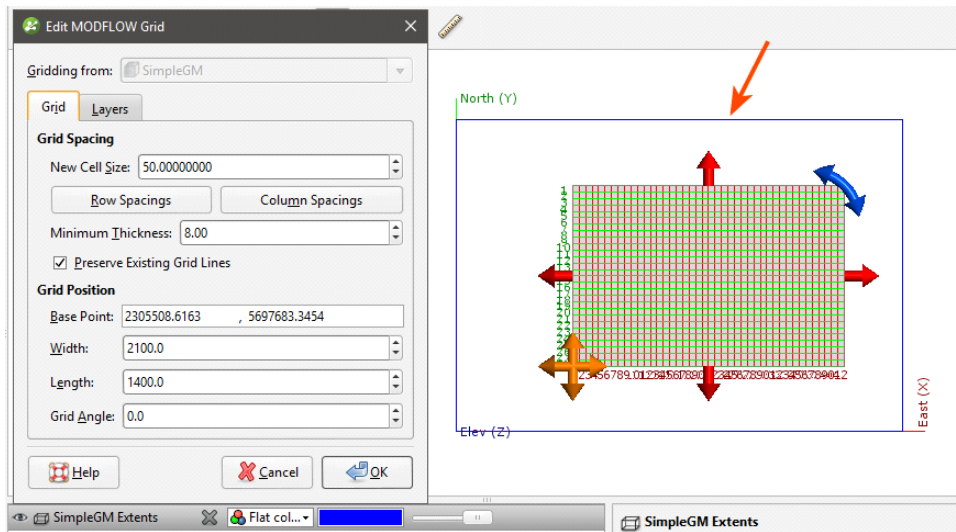 Edit MODFLOW Grid
Gridding from: SimpleGM
Grid Layers
Grid Spacing
New Cell Size: 50.00000000
Row Spacings Column Spacings
Minimum Thickness: 8.00
Preserve Existing Grid Lines
Grid Position
Base Point: 2305508.6163 , 5697683.3454
Width: 2100.0
Length: 1400.0
Grid Angle: 0.0
Help Cancel OK
SimpleGM Extents Flat col...
North (Y)
Elev (Z)
East (X)
SimpleGM Extents